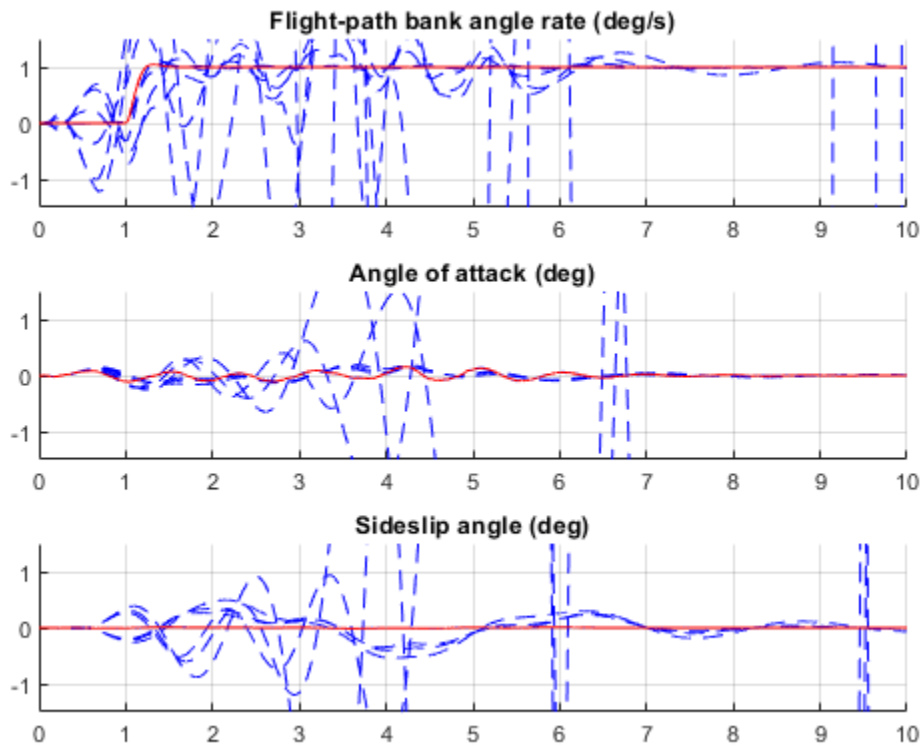 Flight-path bank angle rate (deg/s)
1
0
-1
0 1 2 3 4 5 6 7 8 9 10
Angle of attack (deg)
1
0
-1
0 1 2 3 4 5 6 7 8 9 10
Sideslip angle (deg)
1
0
-1
0 1 2 3 4 5 6 7 8 9 10